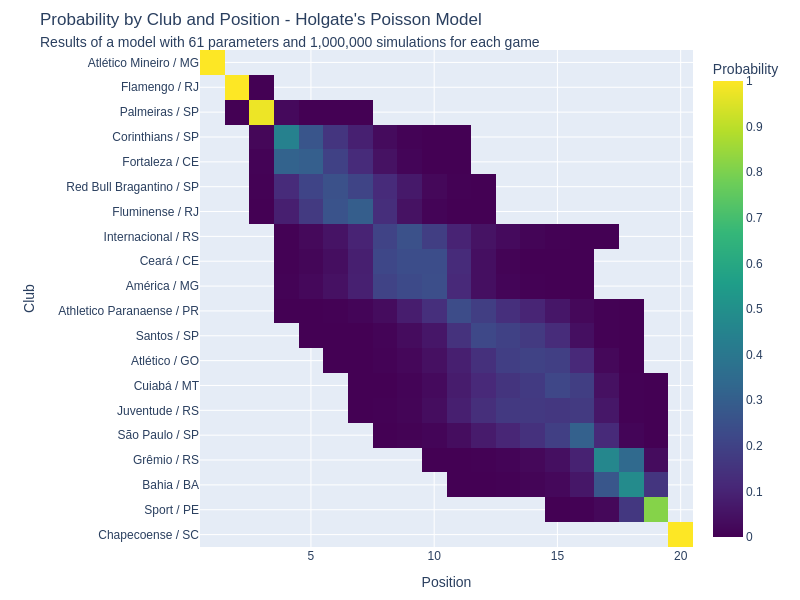 Probability by Club and Position - Holgate's Poisson Model
Results of a model with 61 parameters and 1,000,000 simulations for each game
Probability
Club
Atlético Mineiro / MG
Flamengo / RJ
Palmeiras / SP
Corinthians / SP
Fortaleza / CE
Red Bull Bragantino / SP
Fluminense / RJ
Internacional / RS
Ceará / CE
América / MG
Athletico Paranaense / PR
Santos / SP
Atlético / GO
Cuiabá / MT
Juventude / RS
São Paulo / SP
Grêmio / RS
Bahia / BA
Sport / PE
Chapecoense / SC
5
10
15
20
Position
1
0.9
0.8
0.7
0.6
0.5
0.4
0.3
0.2
0.1
0